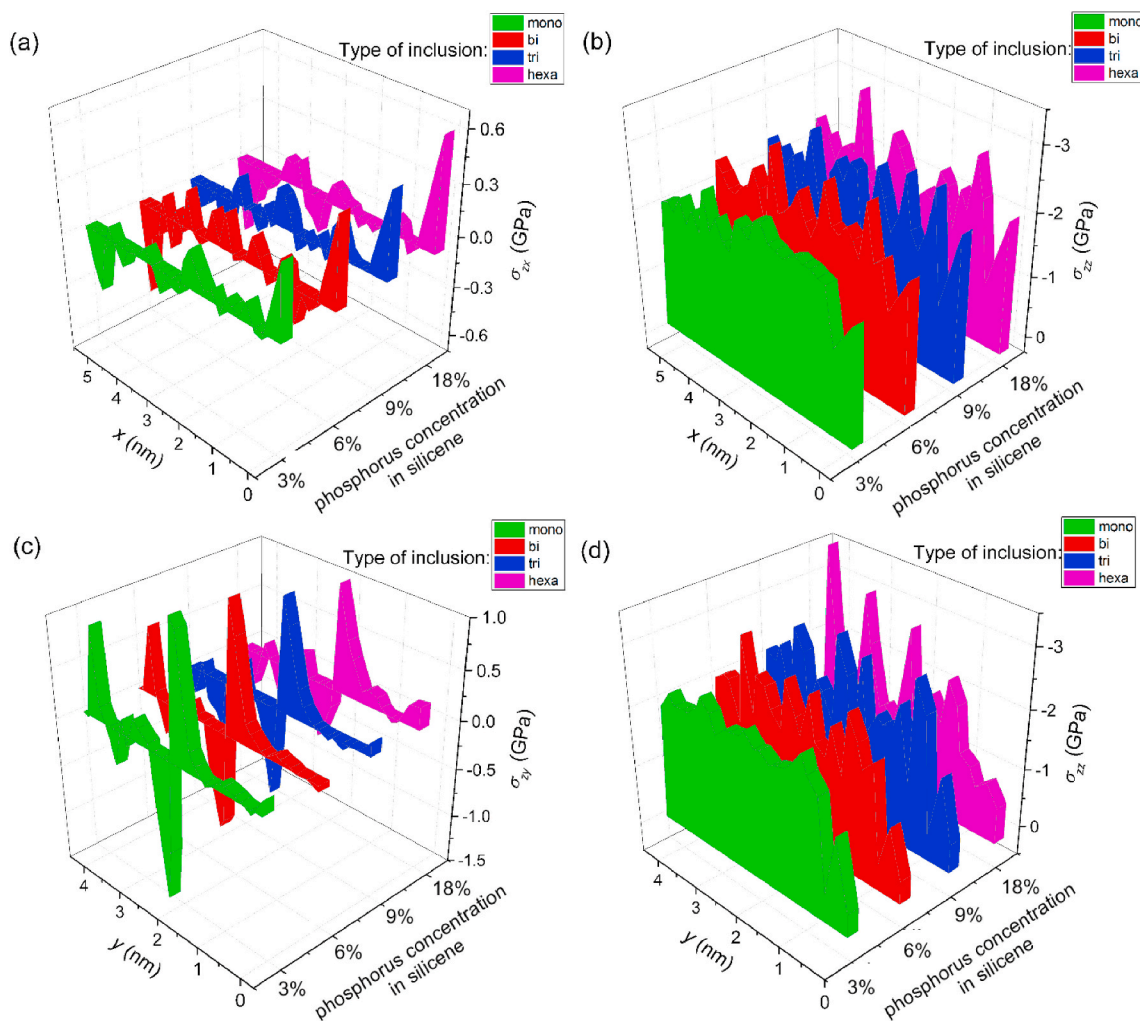 (a)
Type of inclusion:
mono
bi
tri
hexa
0.6
0.3
0.0
-0.3
-0.6
σzx (GPa)
5
4
3
2
1
0
x (nm)
3%
6%
9%
18%
phosphorus concentration
in silicene
(b)
Type of inclusion:
mono
bi
tri
hexa
-3
-2
-1
0
σzz (GPa)
5
4
3
2
1
0
x (nm)
3%
6%
9%
18%
phosphorus concentration
in silicene
(c)
Type of inclusion:
mono
bi
tri
hexa
1.0
0.5
0.0
-0.5
-1.0
-1.5
σzy (GPa)
4
3
2
1
0
y (nm)
3%
6%
9%
18%
phosphorus concentration
in silicene
(d)
Type of inclusion:
mono
bi
tri
hexa
-3
-2
-1
0
σzz (GPa)
4
3
2
1
0
y (nm)
3%
6%
9%
18%
phosphorus concentration
in silicene